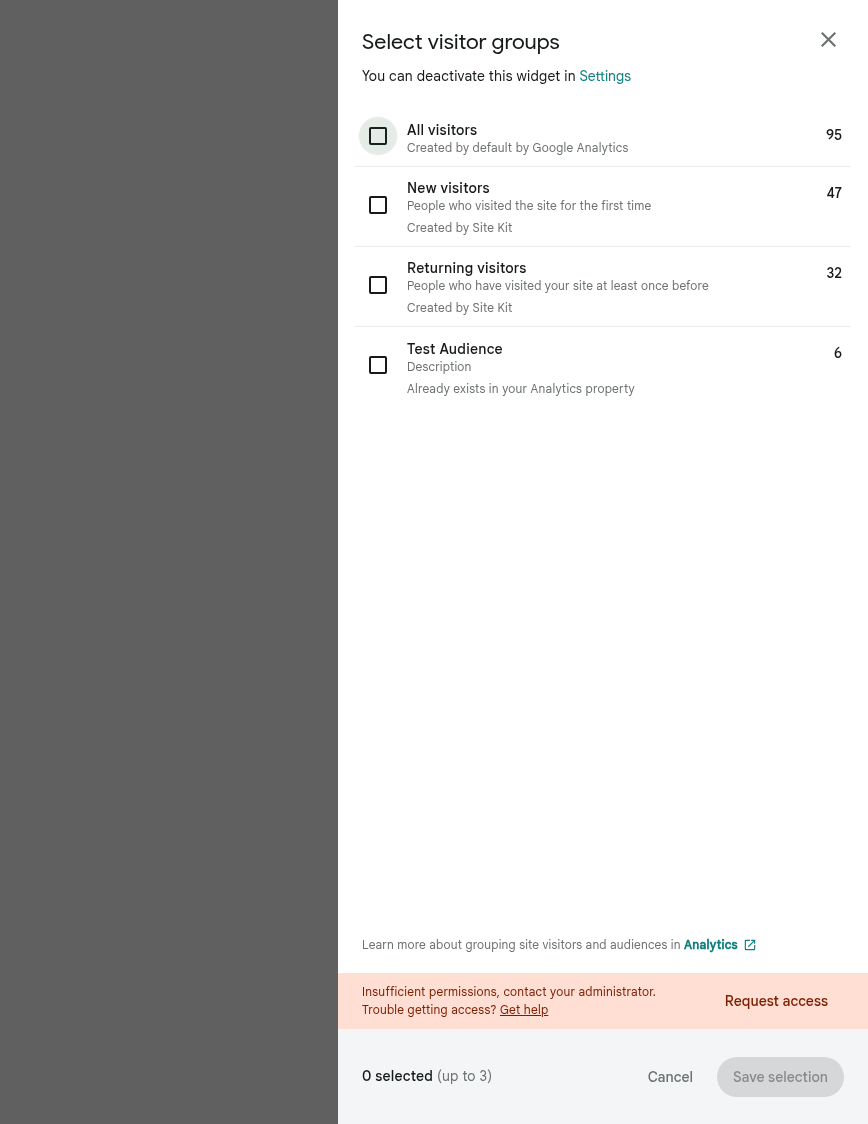 Select visitor groups
You can deactivate this widget in Settings
All visitors
95
Created by default by Google Analytics
New visitors
47
People who visited the site for the first time
Created by Site Kit
Returning visitors
32
People who have visited your site at least once before
Created by Site Kit
Test Audience
6
Description
Already exists in your Analytics property
Learn more about grouping site visitors and audiences in Analytics
Insufficient permissions, contact your administrator.
Trouble getting access? Get help
Request access
0 selected (up to 3)
Cancel
Save selection